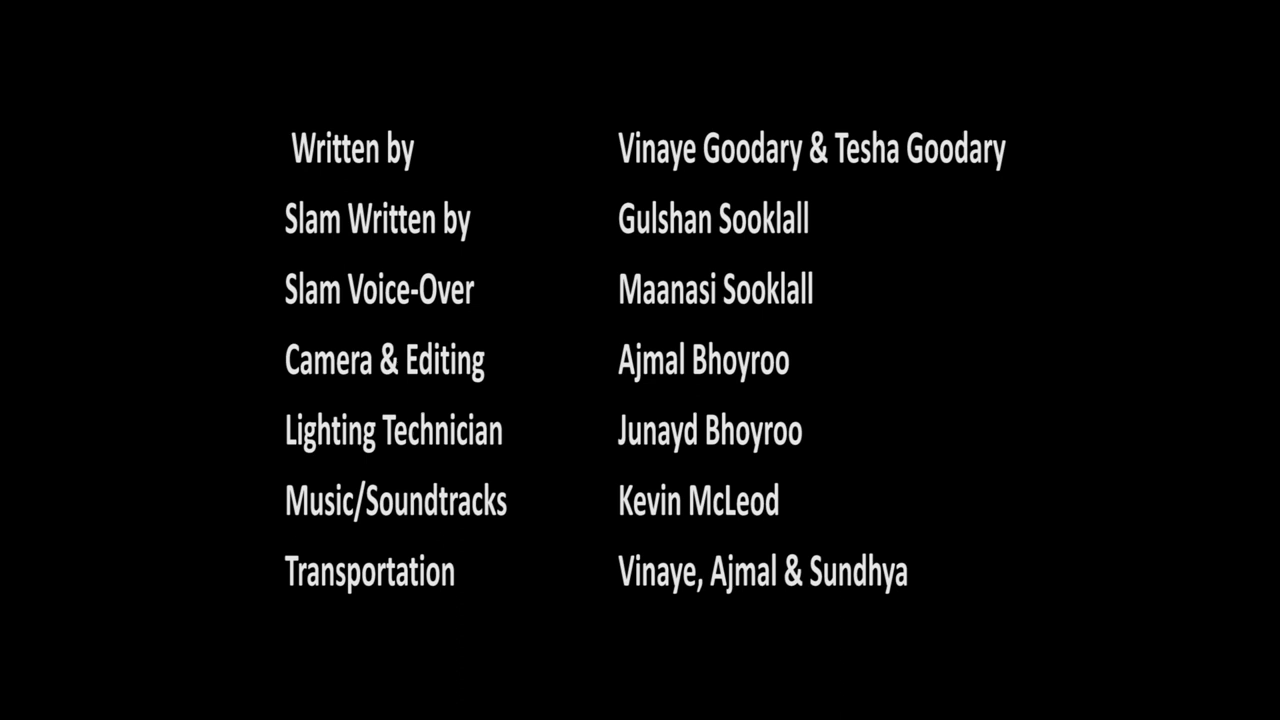 Written by Vinaye Goodary & Tesha Goodary
Slam Written by Gulshan Sooklall
Slam Voice-Over Maanasi Sooklall
Camera & Editing Ajmal Bhoyroo
Lighting Technician Junayd Bhoyroo
Music/Soundtracks Kevin McLeod
Transportation Vinaye, Ajmal & Sundhya